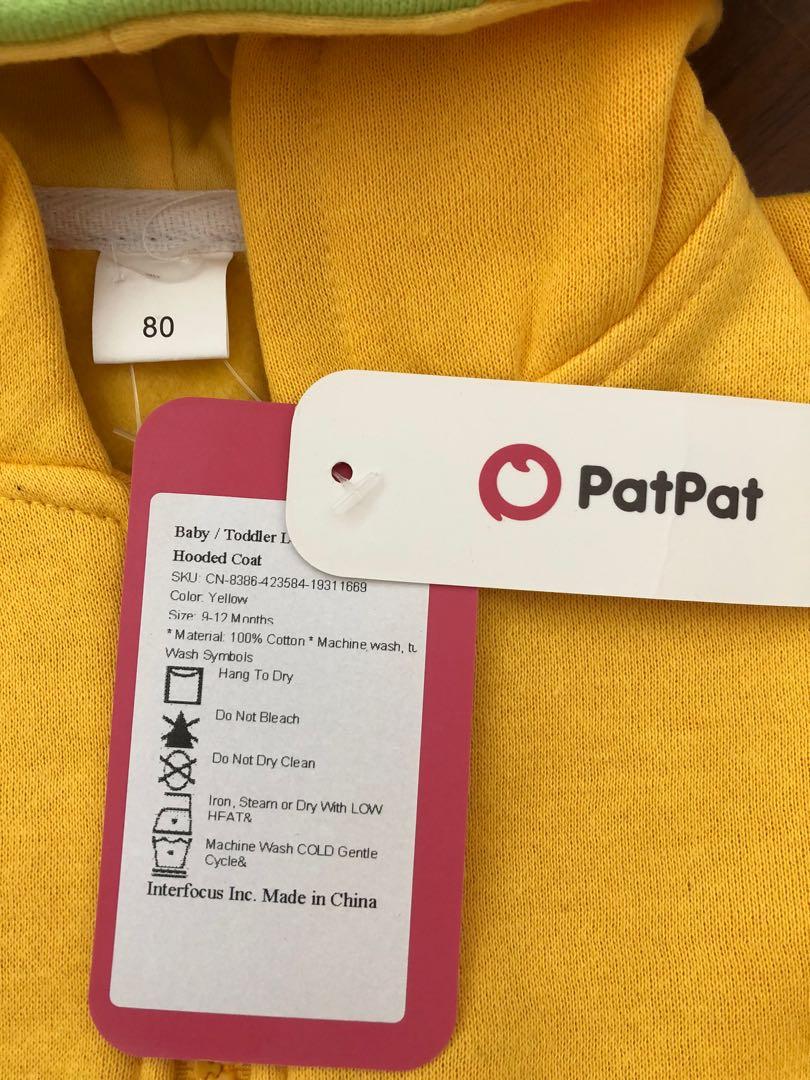 80
PatPat
Baby / Toddler
Hooded Coat
SKU: CN-8386-423584-19311669
Color: Yellow
Size: 9-12 Months
* Material: 100% Cotton * Machine wash,
Wash Symbols
Hang To Dry
Do Not Bleach
Do Not Dry Clean
Iron, Steam or Dry With LOW
HEAT&
Machine Wash COLD Gentle
Cycle&
Interfocus Inc. Made in China